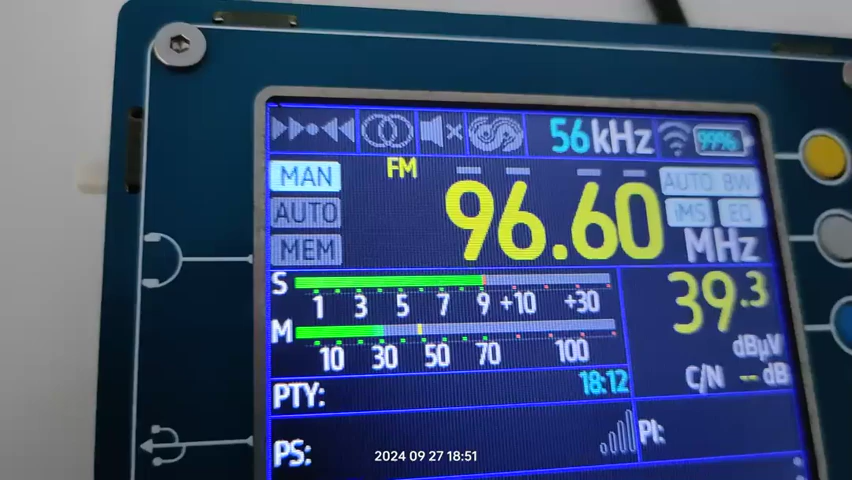 56 kHz 99%
FM
MAN
AUTO BW
AUTO
96.60
iMS EQ
MEM
MHz
S
1 3 5 7 9 +10 +30
39.3
M
10 30 50 70 100
dBµV
C/N -- dB
PTY: 18:12
PS:
PI:
2024 09 27 18:51